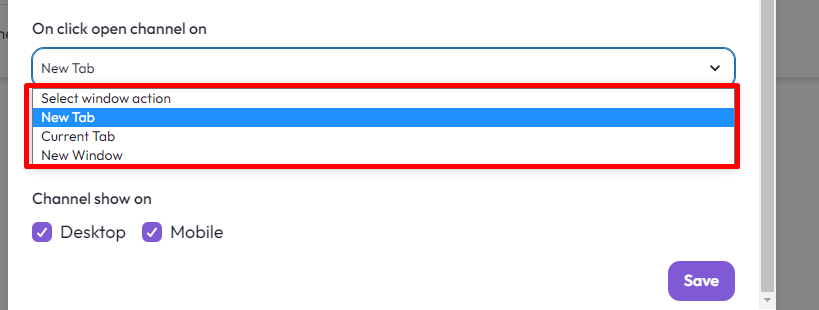 On click open channel on
New Tab
Select window action
New Tab
Current Tab
New Window
Channel show on
Desktop Mobile
Save